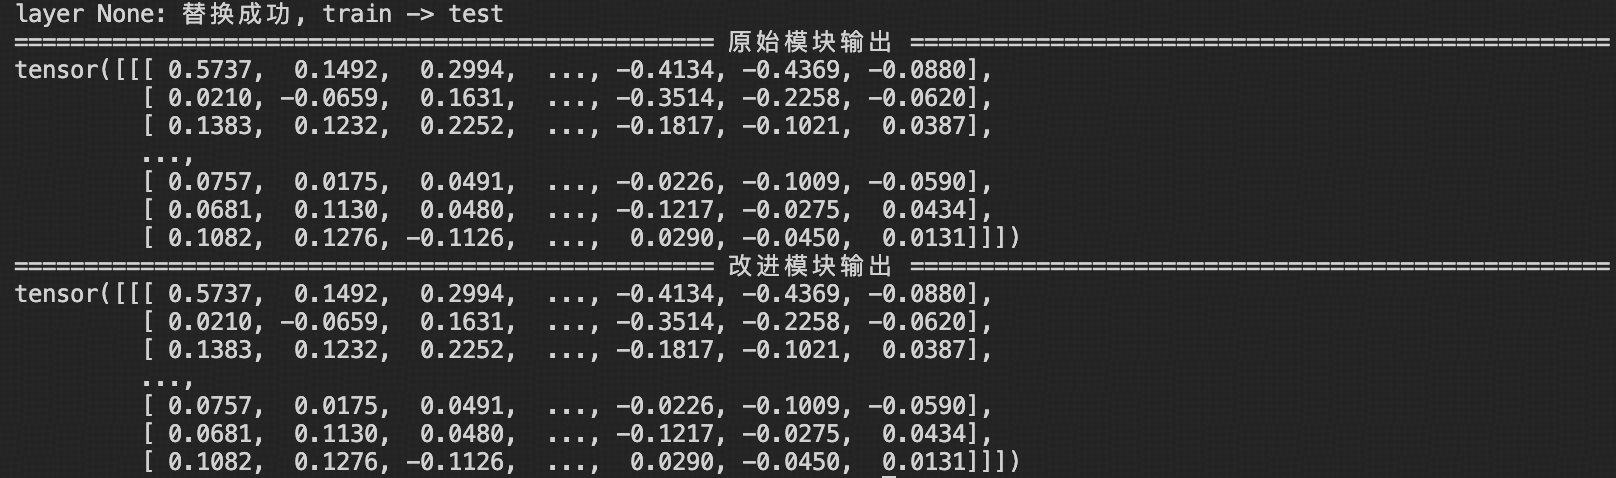 layer None: 替换成功, train -> test
================================================== 原始模块输出 ==================================================
tensor([[[ 0.5737,  0.1492,  0.2994,  ..., -0.4134, -0.4369, -0.0880],
         [ 0.0210, -0.0659,  0.1631,  ..., -0.3514, -0.2258, -0.0620],
         [ 0.1383,  0.1232,  0.2252,  ..., -0.1817, -0.1021,  0.0387],
         ...,
         [ 0.0757,  0.0175,  0.0491,  ..., -0.0226, -0.1009, -0.0590],
         [ 0.0681,  0.1130,  0.0480,  ..., -0.1217, -0.0275,  0.0434],
         [ 0.1082,  0.1276, -0.1126,  ...,  0.0290, -0.0450,  0.0131]]])
================================================== 改进模块输出 ==================================================
tensor([[[ 0.5737,  0.1492,  0.2994,  ..., -0.4134, -0.4369, -0.0880],
         [ 0.0210, -0.0659,  0.1631,  ..., -0.3514, -0.2258, -0.0620],
         [ 0.1383,  0.1232,  0.2252,  ..., -0.1817, -0.1021,  0.0387],
         ...,
         [ 0.0757,  0.0175,  0.0491,  ..., -0.0226, -0.1009, -0.0590],
         [ 0.0681,  0.1130,  0.0480,  ..., -0.1217, -0.0275,  0.0434],
         [ 0.1082,  0.1276, -0.1126,  ...,  0.0290, -0.0450,  0.0131]]])